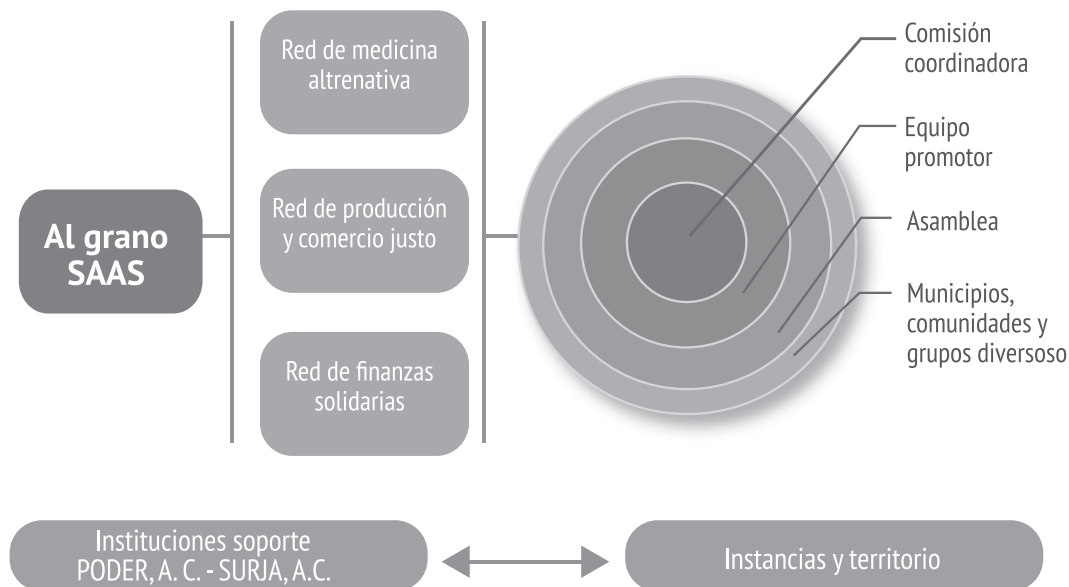 Red de medicina
altrenativa
Al grano
SAAS
Red de producción
y comercio justo
Red de finanzas
solidarias
Comisión
coordinadora
Equipo
promotor
Asamblea
Municipios,
comunidades y
grupos diversoso
Instituciones soporte
PODER, A. C. - SURJA, A.C.
Instancias y territorio